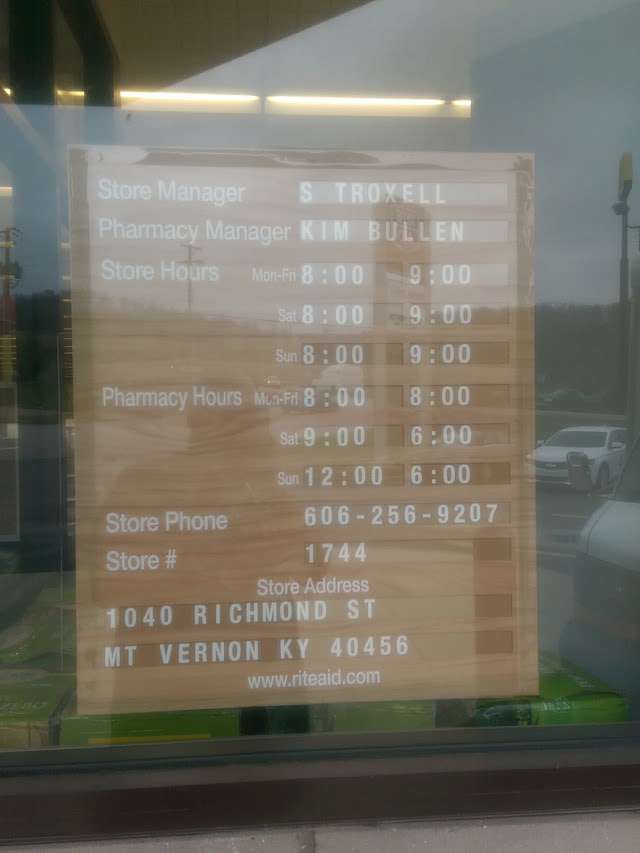 Store Manager S TROXELL
Pharmacy Manager KIM BULLEN
Store Hours Mon-Fri 8:00 9:00
Sat 8:00 9:00
Sun 8:00 9:00
Pharmacy Hours Mon-Fri 8:00 8:00
Sat 9:00 6:00
Sun 12:00 6:00
Store Phone 606-256-9207
Store # 1744
Store Address
1040 RICHMOND ST
MT VERNON KY 40456
www.riteaid.com